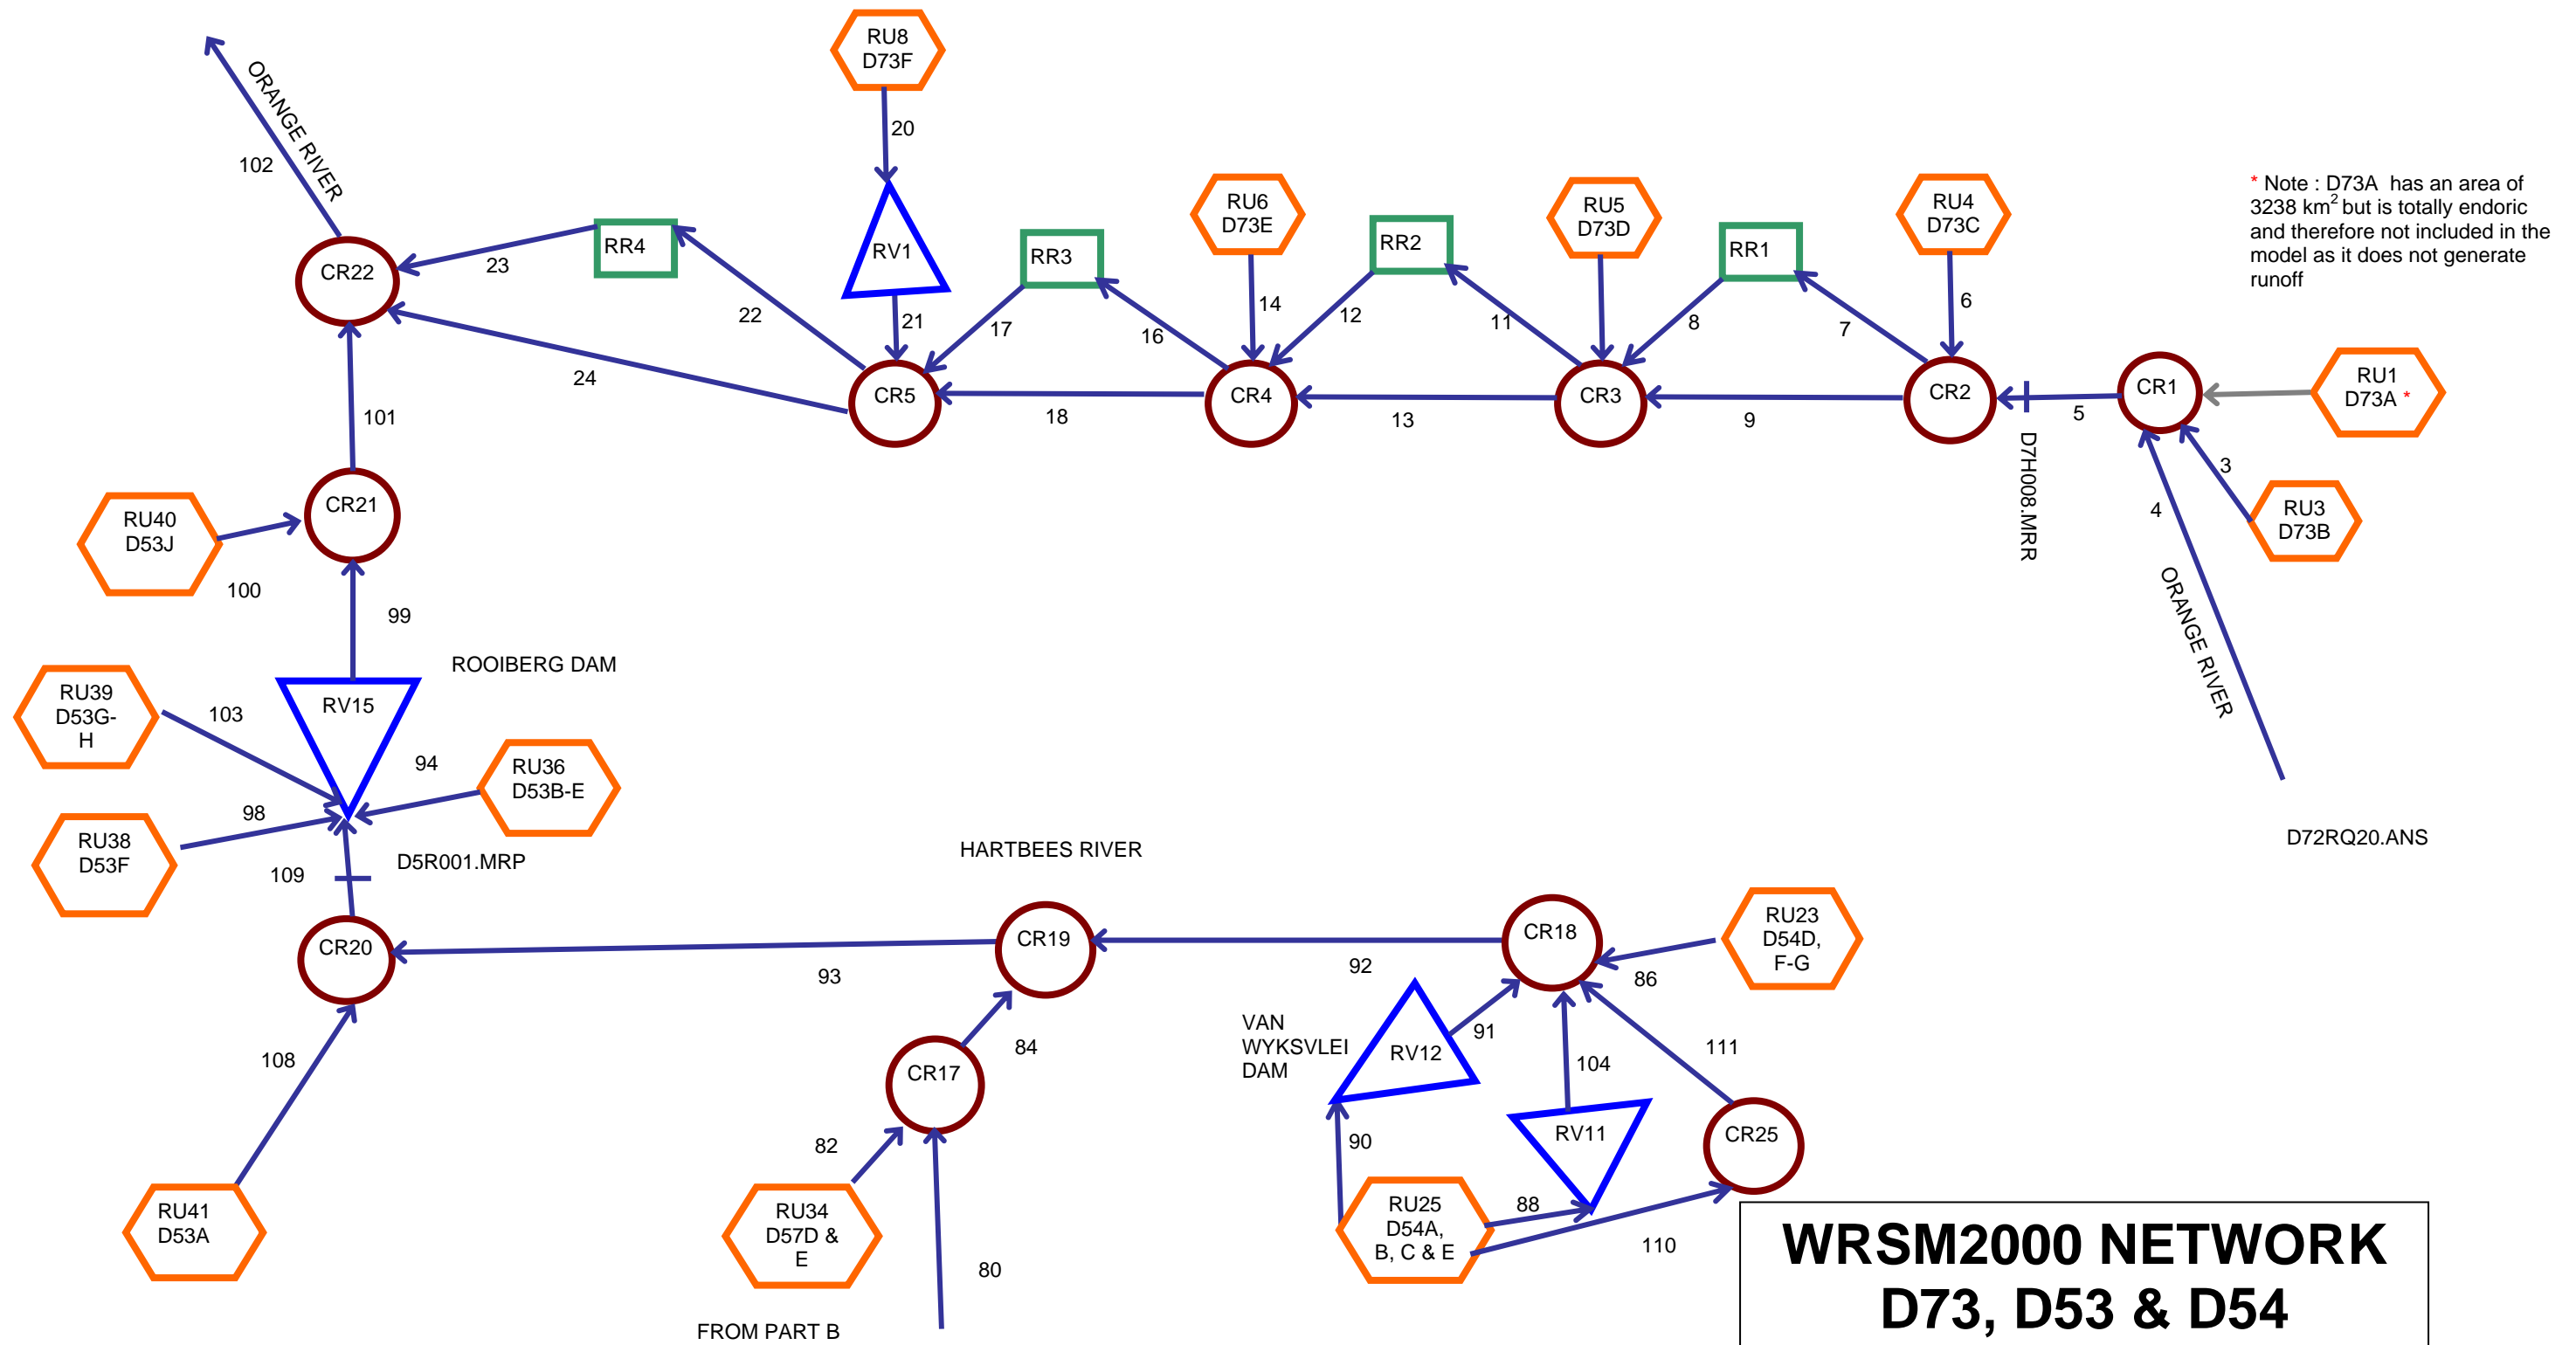 RU8
D73F
ORANGE RIVER
102
20
RV1
21
RR4
23
22
CR22
24
CR5
RR3
17
16
18
RU6
D73E
14
CR4
RR2
12
11
13
RU5
D73D
CR3
RR1
8
7
9
RU4
D73C
6
CR2
5
D7H008.MRR
CR1
* Note : D73A has an area of
3238 km2 but is totally endoric
and therefore not included in the
model as it does not generate
runoff
RU1
D73A *
3
RU3
D73B
4
ORANGE RIVER
D72RQ20.ANS
101
CR21
RU40
D53J
100
99
ROOIBERG DAM
RV15
RU39
D53G-
H
103
94
RU36
D53B-E
98
RU38
D53F
D5R001.MRP
109
CR20
108
RU41
D53A
HARTBEES RIVER
CR19
93
84
CR17
82
RU34
D57D &
E
80
FROM PART B
92
CR18
RU23
D54D,
F-G
86
VAN
WYKSVLEI
DAM
RV12
91
104
111
RV11
CR25
90
RU25
D54A,
B, C & E
88
110
WRSM2000 NETWORK
D73, D53 & D54